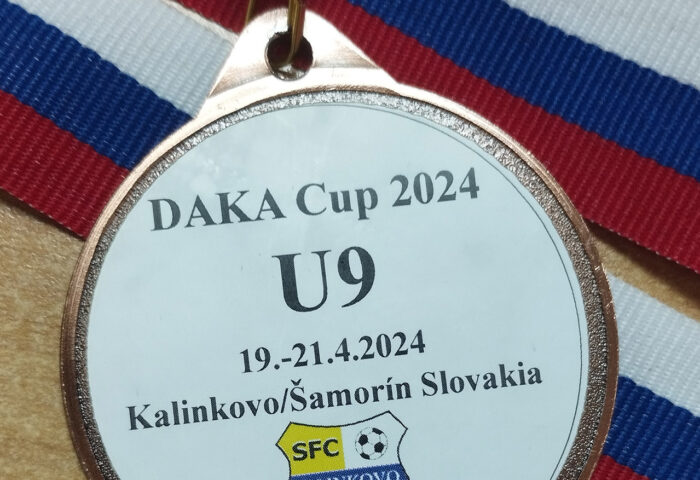 DAKA Cup 2024
U9
19.-21.4.2024
Kalinkovo/Šamorín Slovakia
SFC